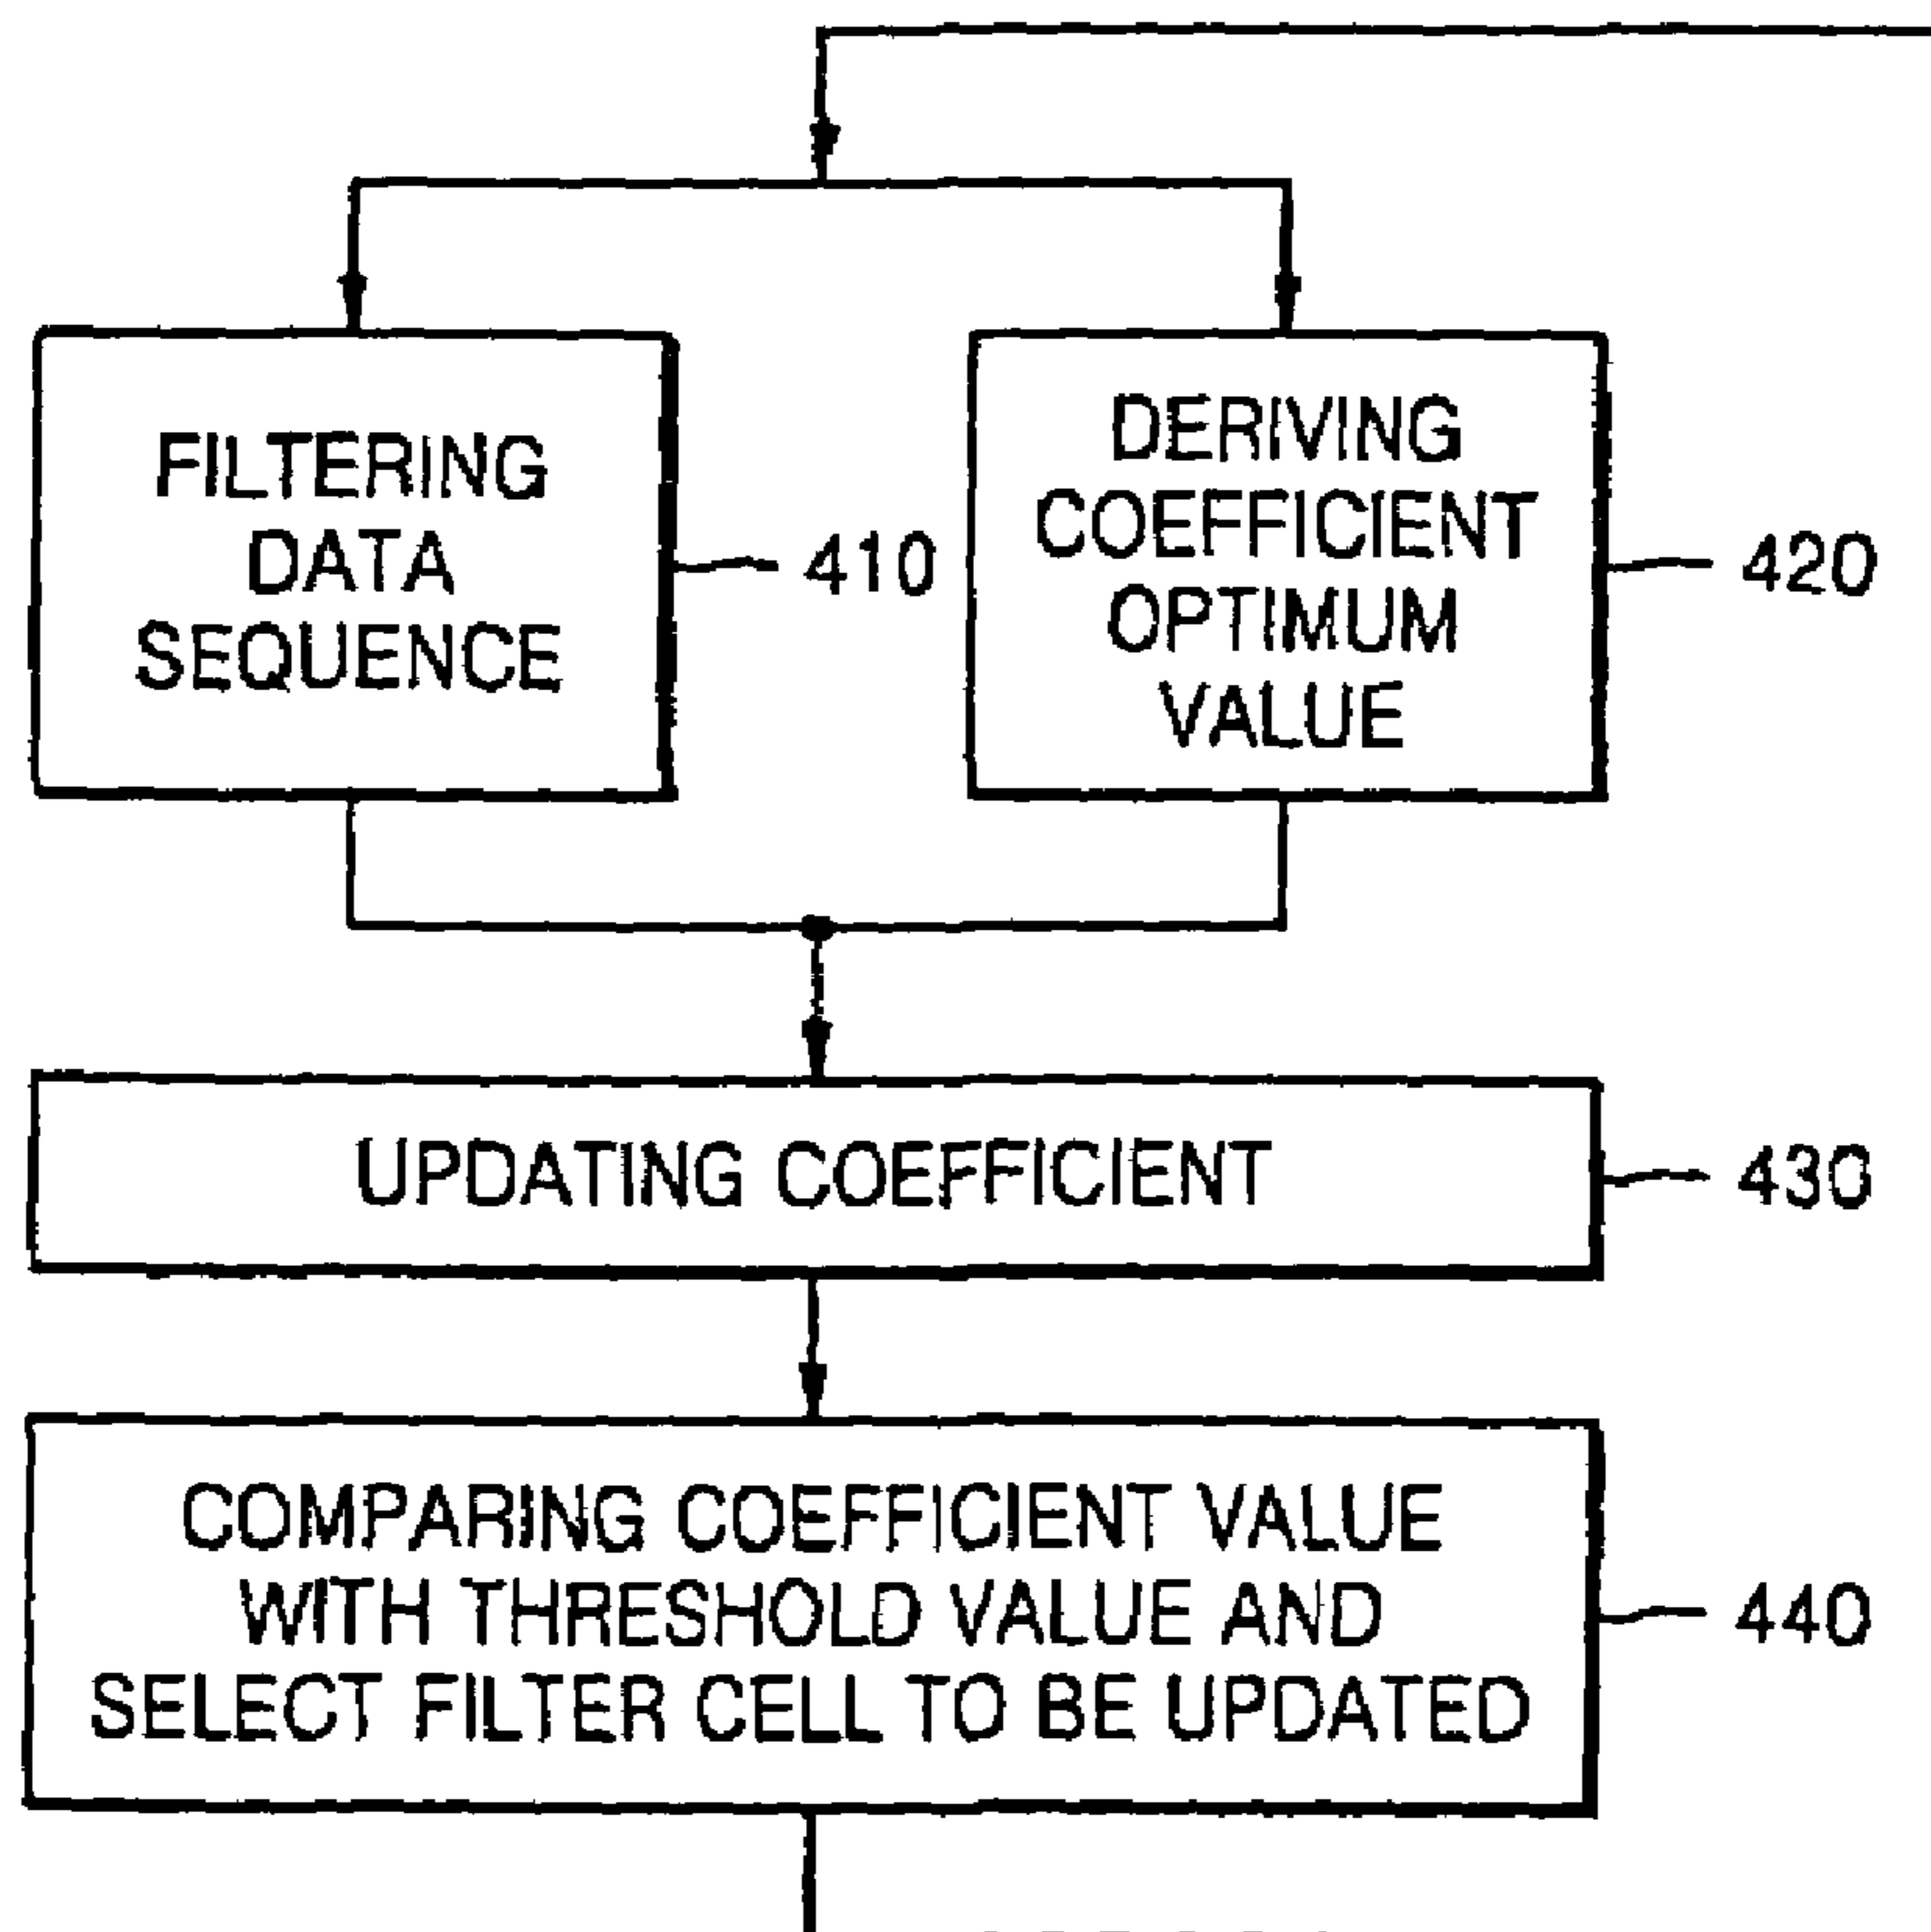 FILTERING
DATA
SEQUENCE
410
DERIVING
COEFFICIENT
OPTIMUM
VALUE
420
UPDATING COEFFICIENT
430
COMPARING COEFFICIENT VALUE
WITH THRESHOLD VALUE AND
SELECT FILTER CELL TO BE UPDATED
440